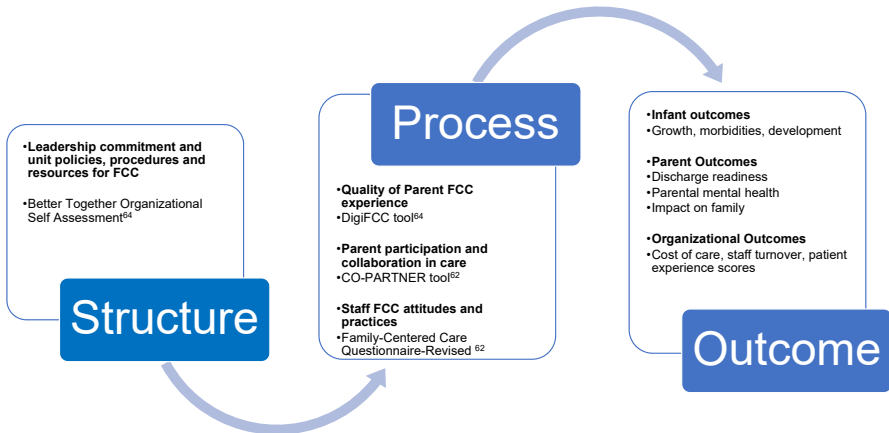 •Leadership commitment and
unit policies, procedures and
resources for FCC
•Better Together Organizational
Self Assessment⁶⁴
Structure
Process
•Quality of Parent FCC
experience
•DigiFCC tool⁶⁴
•Parent participation and
collaboration in care
•CO-PARTNER tool⁶²
•Staff FCC attitudes and
practices
•Family-Centered Care
Questionnaire-Revised ⁶²
•Infant outcomes
•Growth, morbidities, development
•Parent Outcomes
•Discharge readiness
•Parental mental health
•Impact on family
•Organizational Outcomes
•Cost of care, staff turnover, patient
experience scores
Outcome